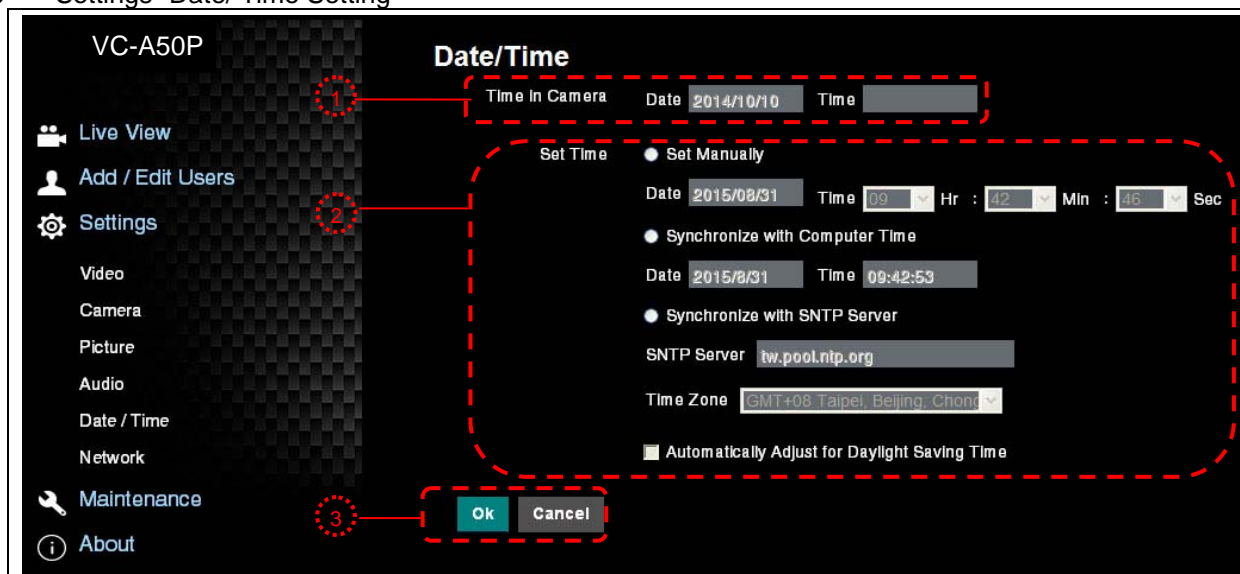 Settings- Date/ Time Setting
VC-A50P
Live View
Add / Edit Users
Settings
Video
Camera
Picture
Audio
Date / Time
Network
Maintenance
About
Date/Time
1
Time In Camera Date 2014/10/10 Time
2
Set Time Set Manually
Date 2015/08/31 Time 09 Hr : 42 Min : 46 Sec
Synchronize with Computer Time
Date 2015/8/31 Time 09:42:53
Synchronize with SNTP Server
SNTP Server tw.pool.ntp.org
Time Zone GMT+08 Taipei, Beijing, Chong
Automatically Adjust for Daylight Saving Time
3
Ok Cancel